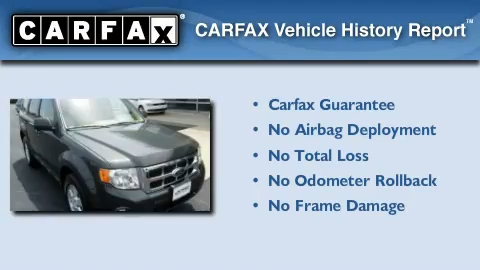 CARFAX®
CARFAX Vehicle History Report™
• Carfax Guarantee
• No Airbag Deployment
• No Total Loss
• No Odometer Rollback
• No Frame Damage